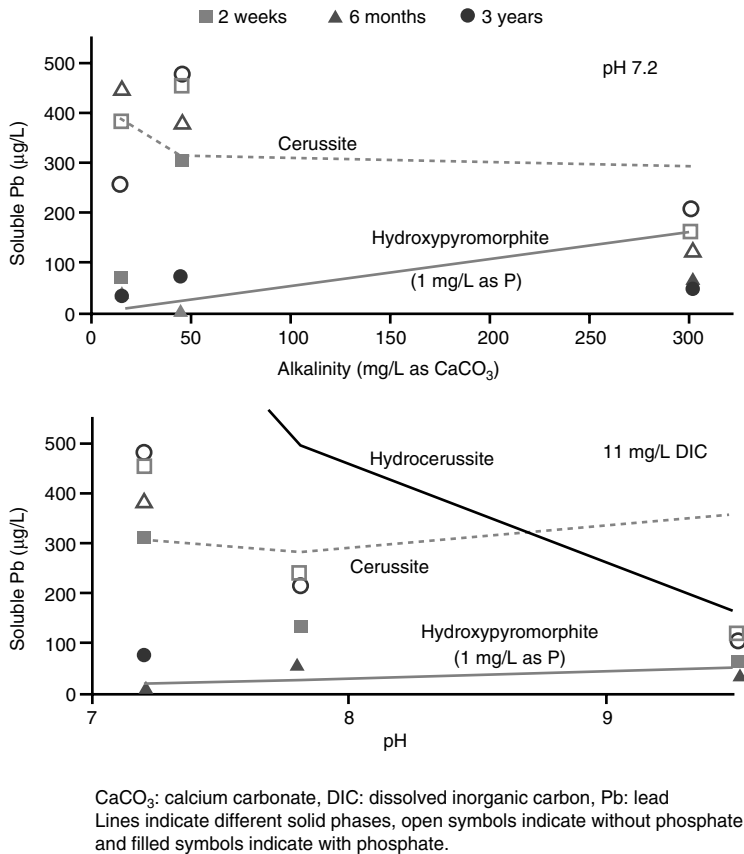 2 weeks 6 months 3 years
500
400
300
200
100
0
Soluble Pb (μg/L)
pH 7.2
Cerussite
Hydroxypyromorphite
(1 mg/L as P)
0 50 100 150 200 250 300
Alkalinity (mg/L as CaCO₃)
500
400
300
200
100
0
Soluble Pb (μg/L)
Hydrocerussite
11 mg/L DIC
Cerussite
Hydroxypyromorphite
(1 mg/L as P)
7 8 9
pH
CaCO₃: calcium carbonate, DIC: dissolved inorganic carbon, Pb: lead
Lines indicate different solid phases, open symbols indicate without phosphate
and filled symbols indicate with phosphate.